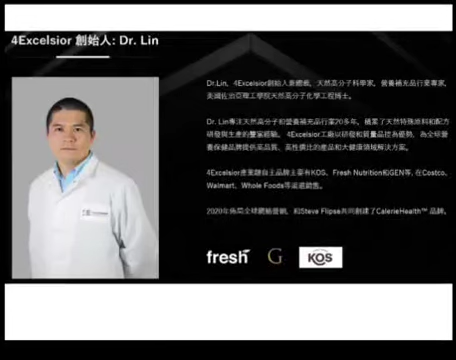 4Excelsior 創始人: Dr. Lin
Dr.Lin, 4Excelsior創始人兼總裁, 天然高分子科學家, 營養補充品行業專家,
美國佐治亞理工學院天然高分子化學工程博士。
Dr. Lin專注天然高分子和營養補充品行業20多年, 積累了天然特殊原料和配方
研發與生產的豐富經驗。 4Excelsior工廠以研發和質量品控為優勢, 為全球營
養保健品牌提供高品質、高性價比的產品和大健康領域解決方案。
4Excelsior產業鏈自主品牌主要有KOS、Fresh Nutrition和GEN等, 在Costco、
Walmart、Whole Foods等渠道銷售。
2020年佈局全球網絡營銷, 和Steve Flipse共同創建了CalerieHealth™ 品牌。
fresh G KOS